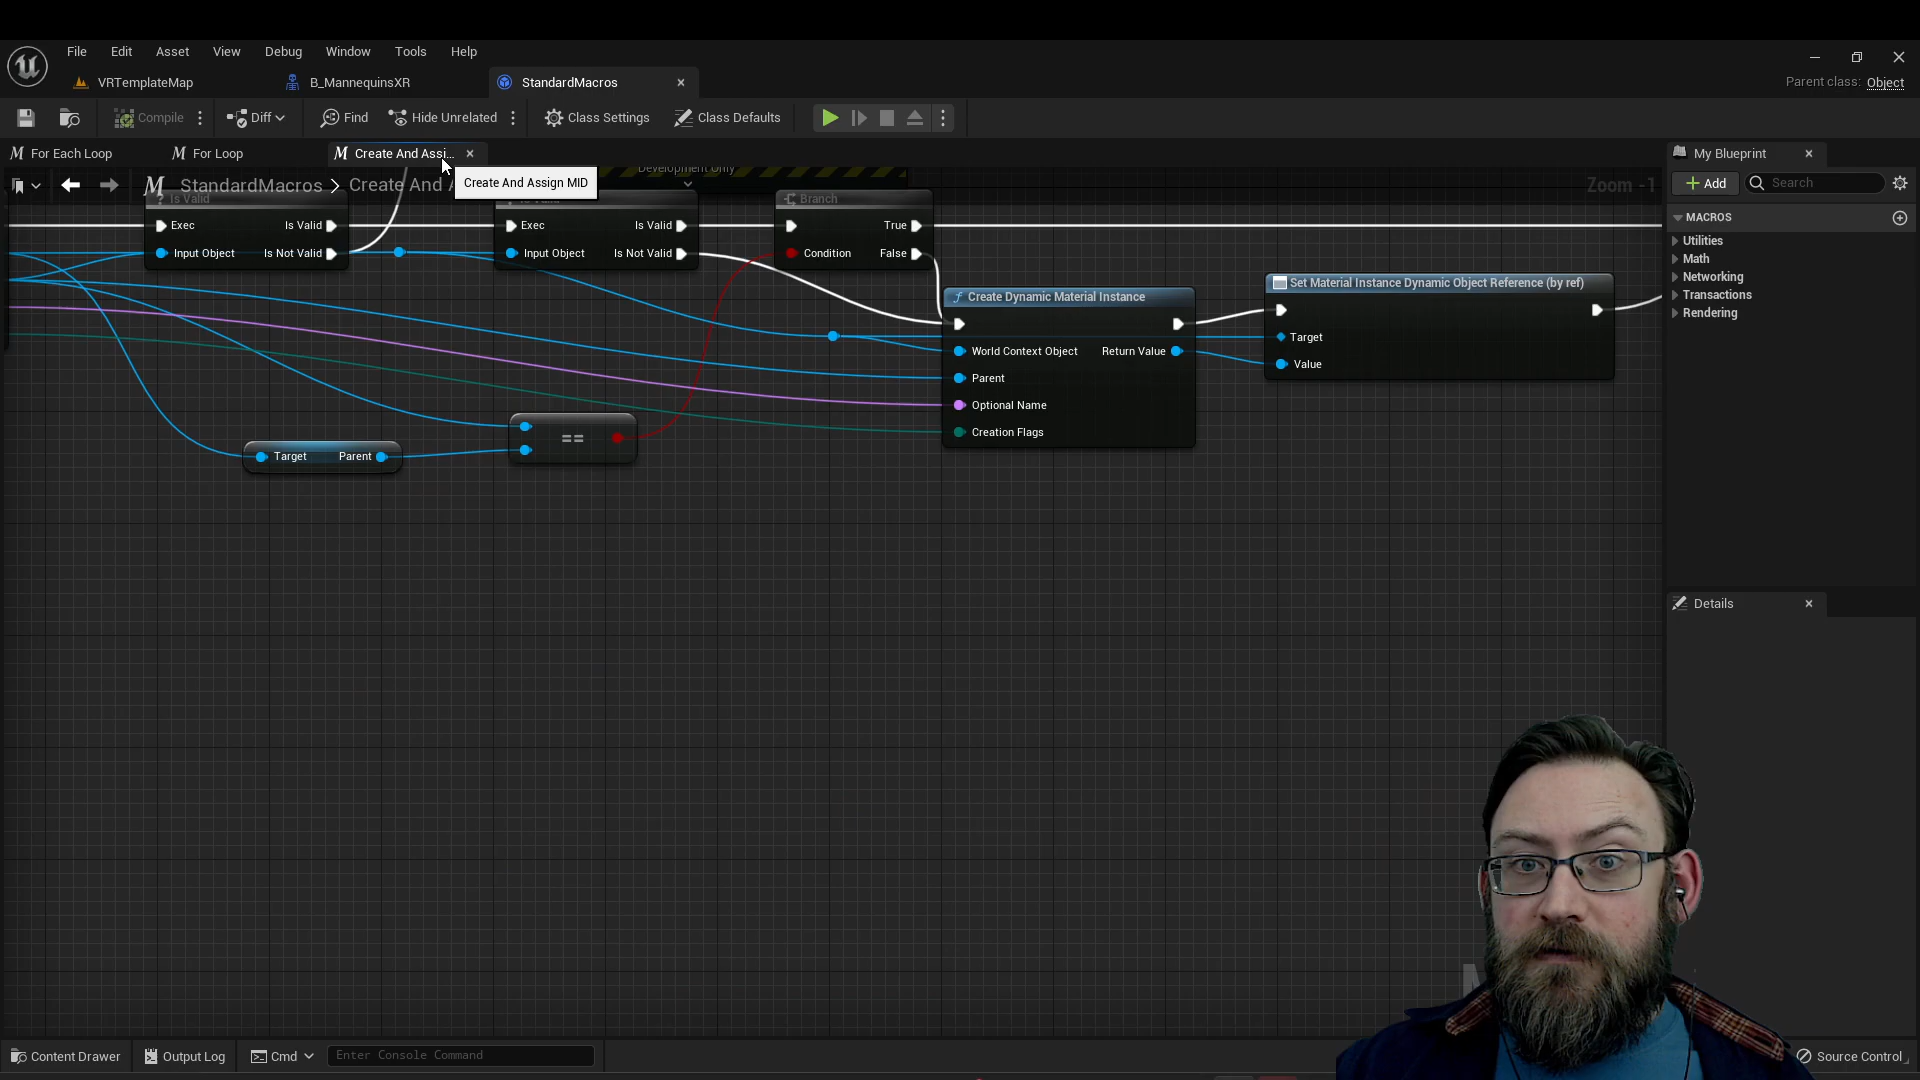 File Edit Asset View Debug Window Tools Help
VRTemplateMap B_MannequinsXR StandardMacros
Parent class: Object
Compile Diff Find Hide Unrelated Class Settings Class Defaults
For Each Loop For Loop Create And Assi... My Blueprint
Development Only
StandardMacros > Create And A
Create And Assign MID
Zoom -1
Add Search
Is Valid
Branch
MACROS
Exec Is Valid
Exec Is Valid
True
Input Object Is Not Valid
Input Object Is Not Valid
Condition False
Utilities
Math
Networking
Transactions
Rendering
Create Dynamic Material Instance
World Context Object Return Value
Parent
Optional Name
Creation Flags
Set Material Instance Dynamic Object Reference (by ref)
Target
Value
Target Parent
==
Details
Content Drawer Output Log Cmd Enter Console Command Source Control